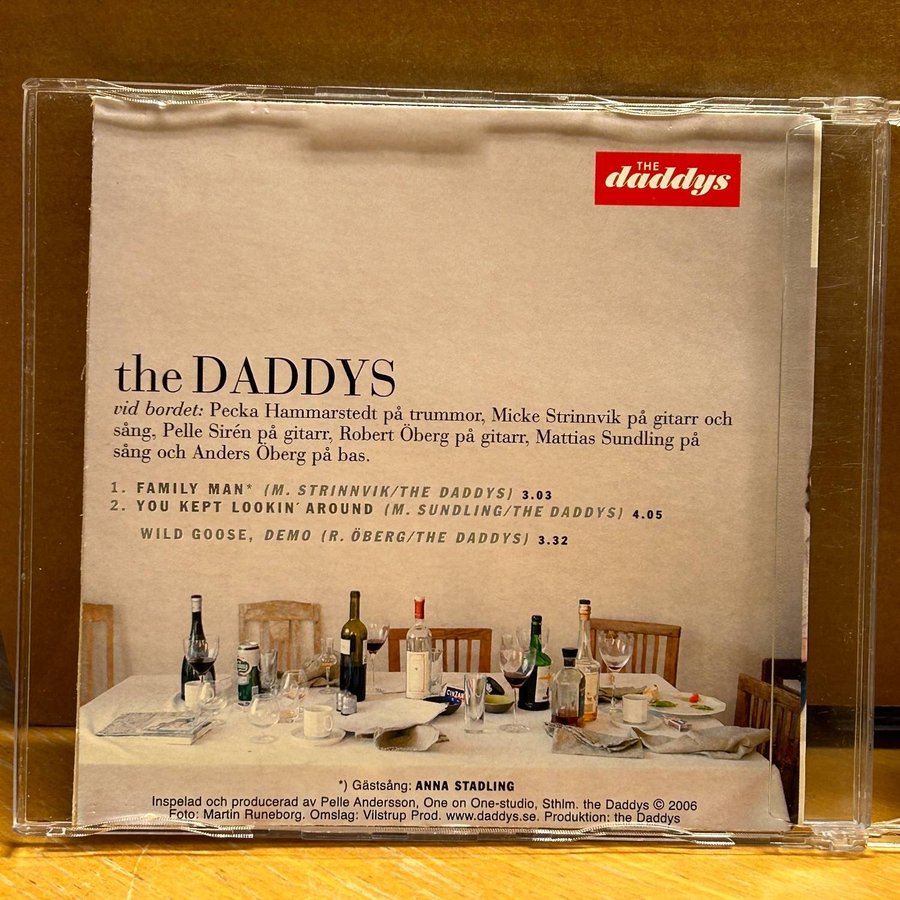 THE
daddys
the DADDYS
vid bordet: Pecka Hammarstedt på trummor, Micke Strinnvik på gitarr och
sång, Pelle Sirén på gitarr, Robert Öberg på gitarr, Mattias Sundling på
sång och Anders Öberg på bas.
1. FAMILY MAN* (M. STRINNVIK/THE DADDYS) 3.03
2. YOU KEPT LOOKIN' AROUND (M. SUNDLING/THE DADDYS) 4.05
WILD GOOSE, DEMO (R. ÖBERG/THE DADDYS) 3.32
CINZANO
*) Gästsång: ANNA STADLING
Inspelad och producerad av Pelle Andersson, One on One-studio, Sthlm. the Daddys © 2006
Foto: Martin Runeborg. Omslag: Vilstrup Prod. www.daddys.se. Produktion: the Daddys